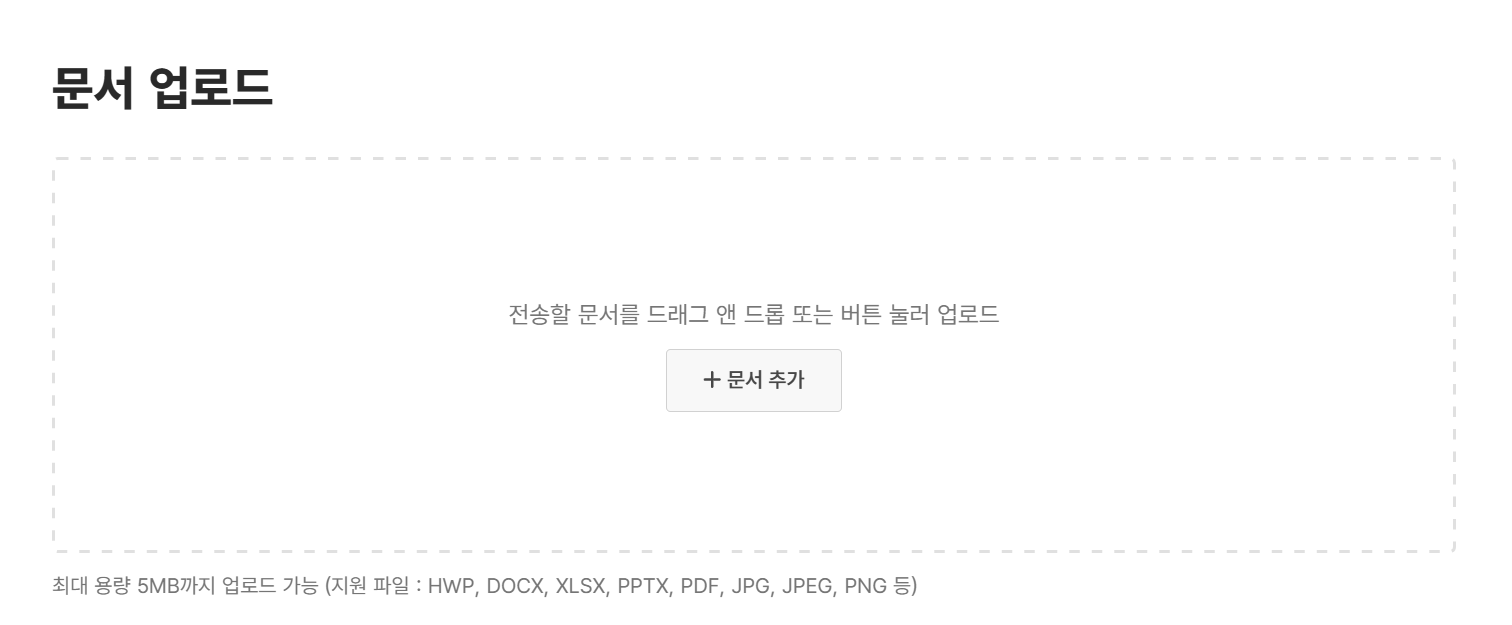 문서 업로드
전송할 문서를 드래그 앤 드롭 또는 버튼 눌러 업로드
+ 문서 추가
최대 용량 5MB까지 업로드 가능 (지원 파일 : HWP, DOCX, XLSX, PPTX, PDF, JPG, JPEG, PNG 등)